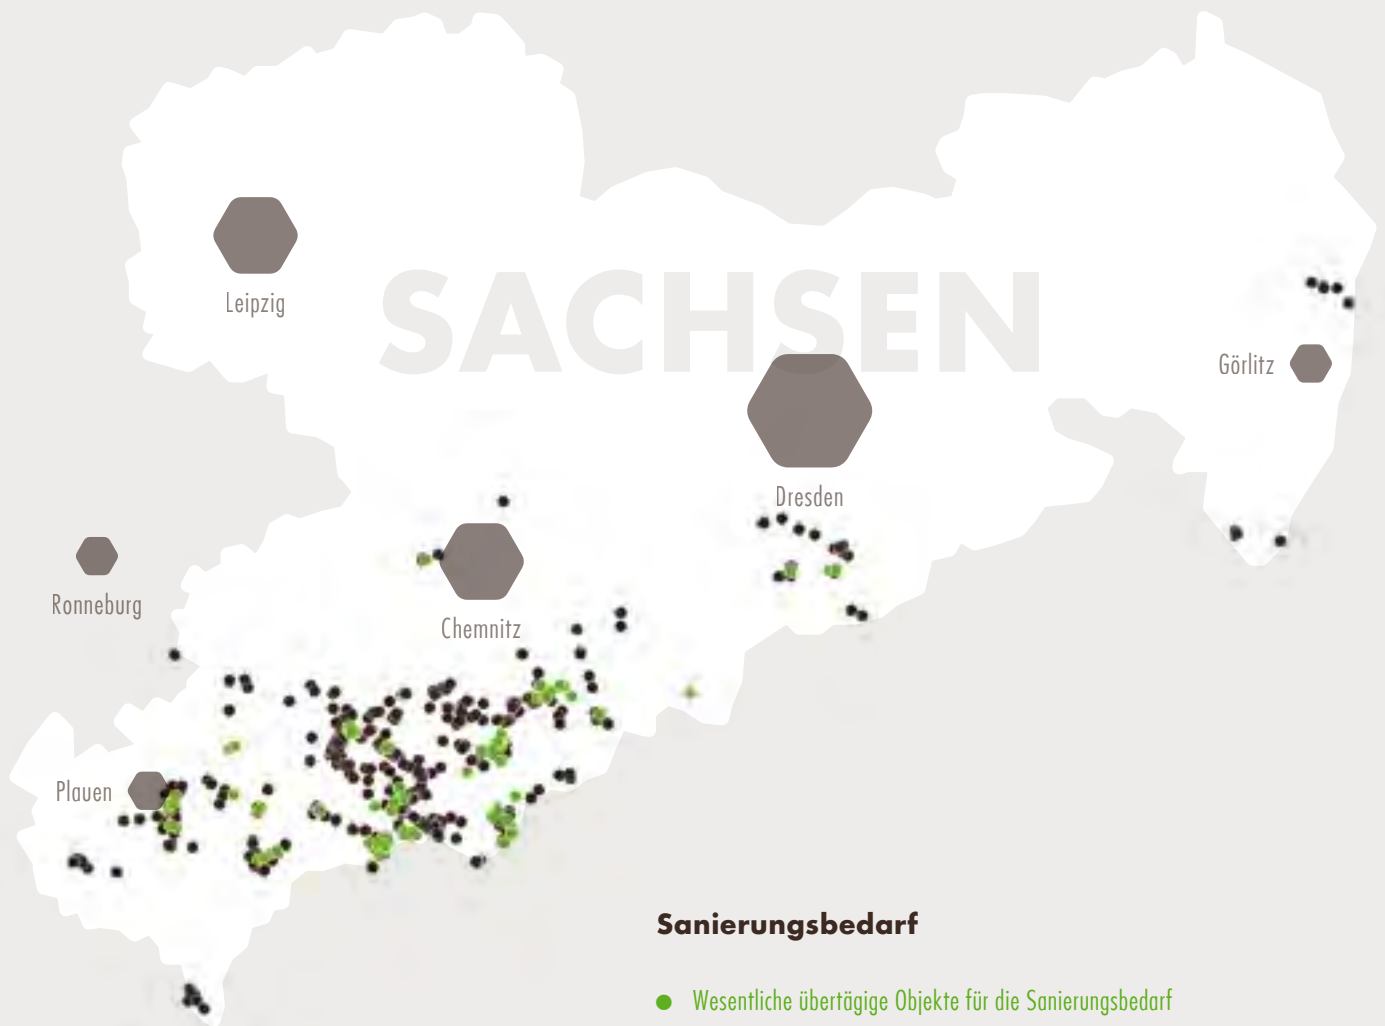 Leipzig
SACHSEN
Görlitz
Dresden
Ronneburg
Chemnitz
Plauen
Sanierungsbedarf
Wesentliche übertägige Objekte für die Sanierungsbedarf